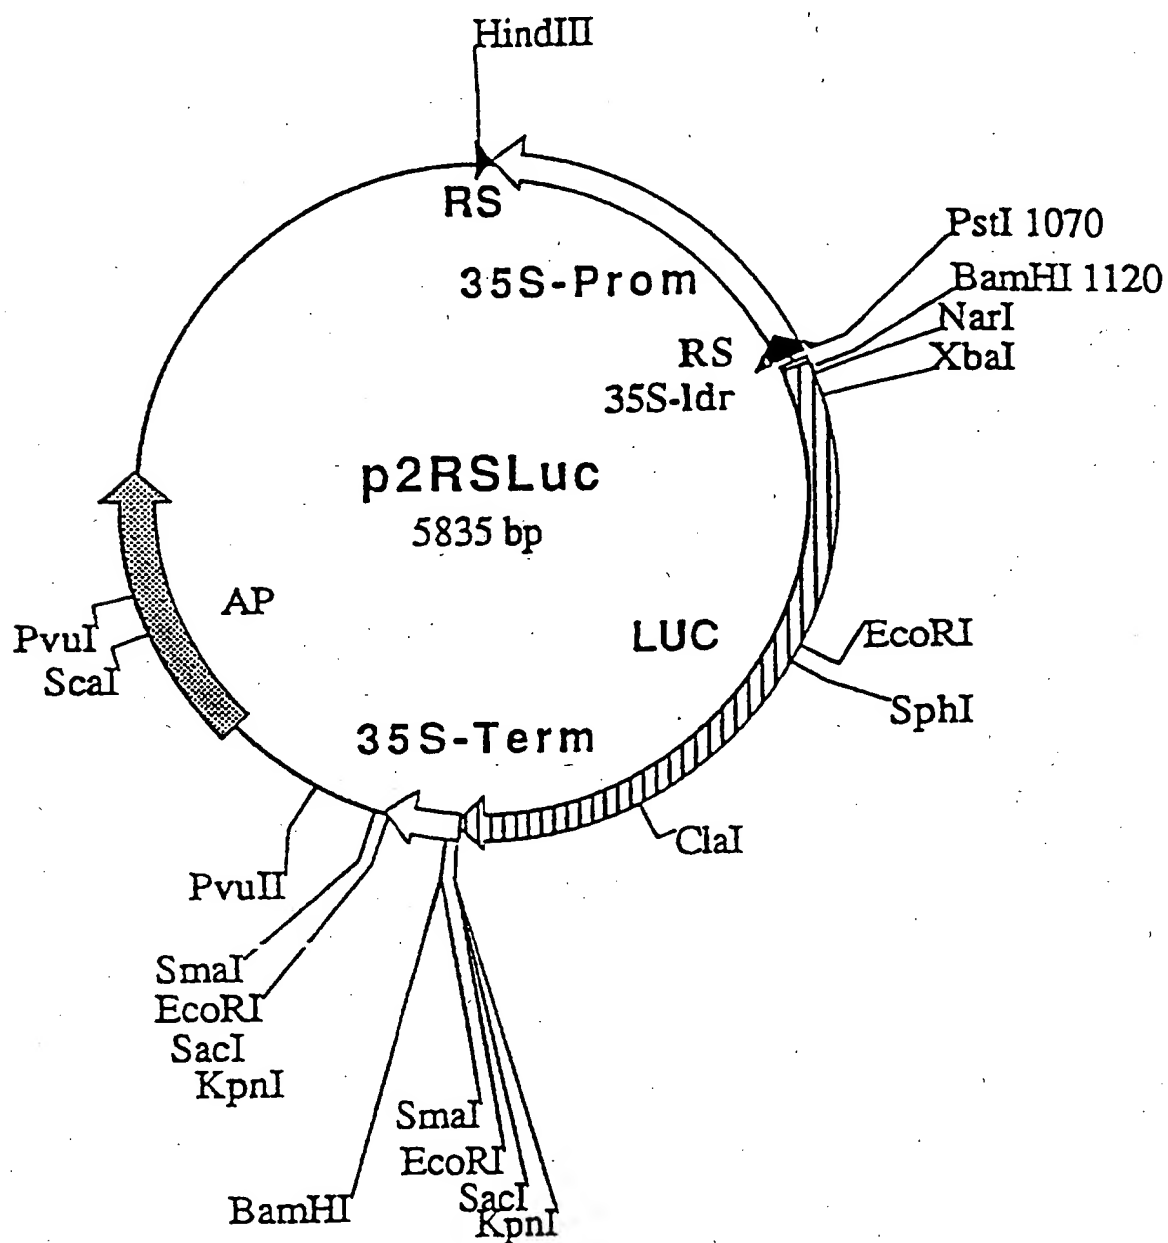 HindIII
RS
35S-Prom
PstI 1070
BamHI 1120
NarI
XbaI
RS
35S-ldr
p2RSLuc
5835 bp
AP
PvuI
ScaI
LUC
EcoRI
SphI
35S-Term
ClaI
PvuII
SmaI
EcoRI
SacI
KpnI
SmaI
EcoRI
SacI
KpnI
BamHI